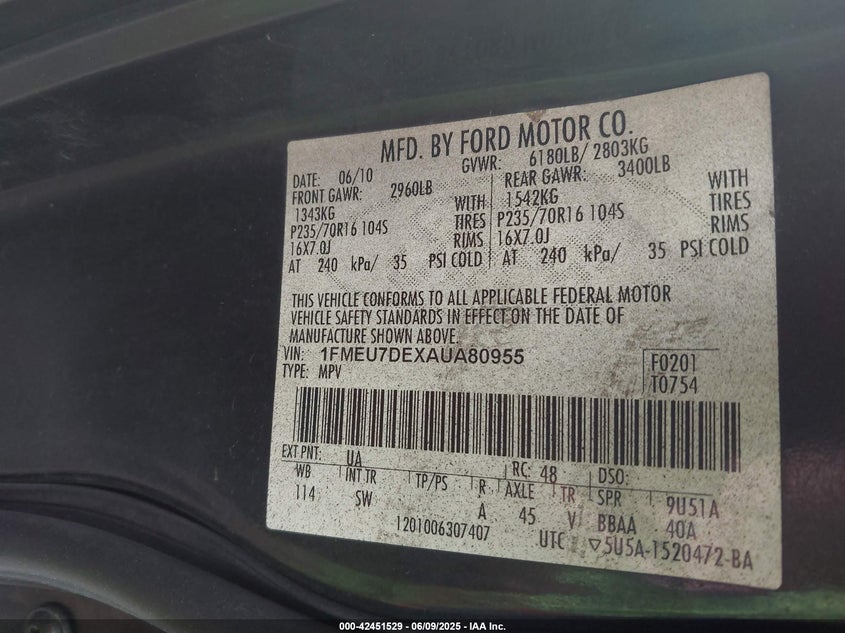 MFD. BY FORD MOTOR CO.
DATE: 06/10 GVWR: 6180LB/ 2803KG
FRONT GAWR: 2960LB REAR GAWR: 3400LB
1343KG WITH 1542KG WITH
P235/70R16 104S TIRES P235/70R16 104S TIRES
16X7.0J RIMS 16X7.0J RIMS
AT 240 kPa/ 35 PSI COLD AT 240 kPa/ 35 PSI COLD
THIS VEHICLE CONFORMS TO ALL APPLICABLE FEDERAL MOTOR
VEHICLE SAFETY STANDARDS IN EFFECT ON THE DATE OF
MANUFACTURE SHOWN ABOVE.
VIN: 1FMEU7DEXAUA80955
TYPE: MPV
F0201
T0754
EXT PNT: UA RC: 48 DSO:
WB INT TR TP/PS R AXLE TR SPR 9U51A
114 SW A 45 V BBAA 40A
1201006307407 UTC ▽5U5A-1520472-BA
000-42451529 - 06/09/2025 - IAA Inc.